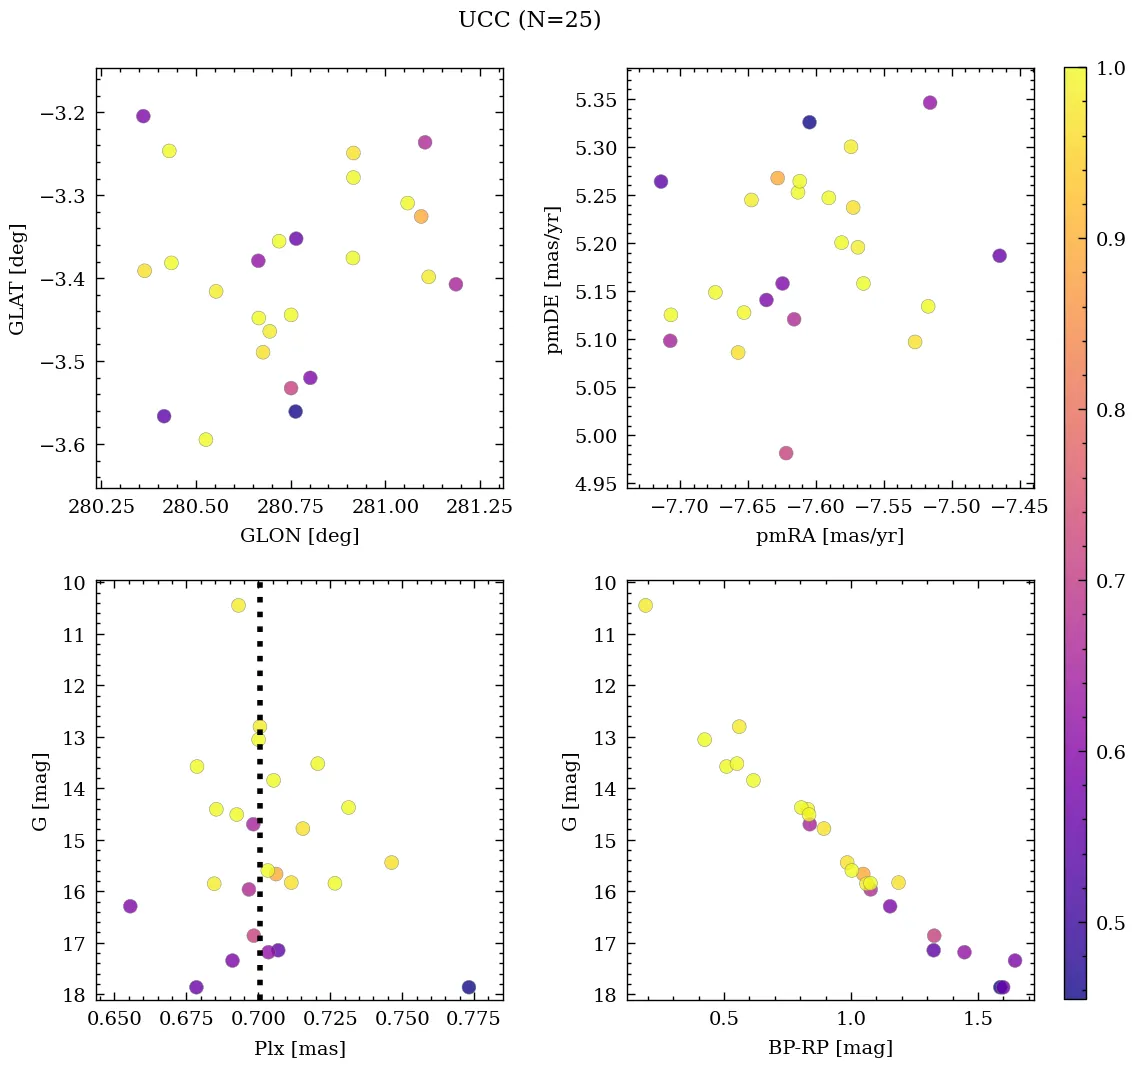 UCC (N=25)
−3.2
−3.3
−3.4
−3.5
−3.6
GLAT [deg]
280.25 280.50 280.75 281.00 281.25
GLON [deg]
5.35
5.30
5.25
5.20
5.15
5.10
5.05
5.00
4.95
pmDE [mas/yr]
−7.70 −7.65 −7.60 −7.55 −7.50 −7.45
pmRA [mas/yr]
10
11
12
13
14
15
16
17
18
G [mag]
0.650 0.675 0.700 0.725 0.750 0.775
Plx [mas]
10
11
12
13
14
15
16
17
18
G [mag]
0.5 1.0 1.5
BP-RP [mag]
1.0
0.9
0.8
0.7
0.6
0.5